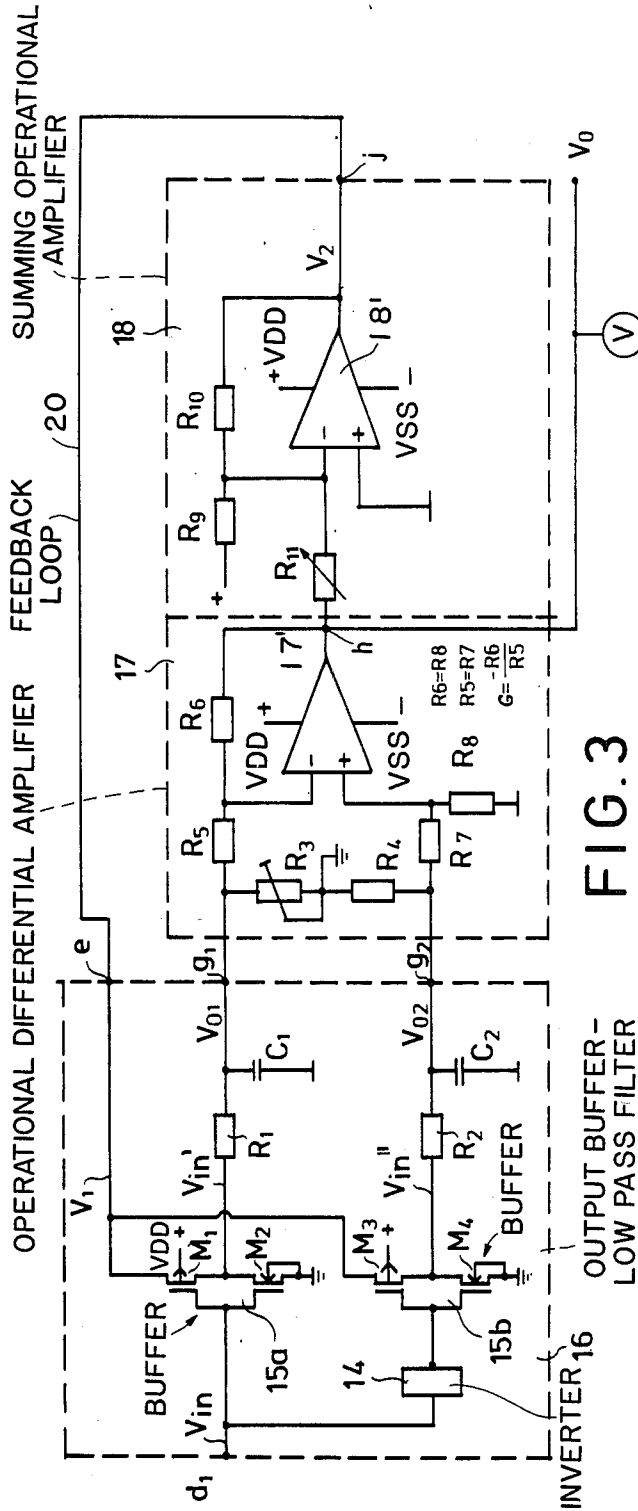 OPERATIONAL DIFFERENTIAL AMPLIFIER
FEEDBACK
LOOP
20
SUMMING OPERATIONAL
AMPLIFIER
e
V1
17
18
R6
R9
R10
+
+VDD
V2
j
VDD +
17'
18'
-
+
VSS -
-
+
VSS -
R11
h
VDD
+
M1
M2
BUFFER
15a
Vin'
R1
V01
C1
g1
R5
R3
R4
R7
R8
R6=R8
R5=R7
G=-R6/R5
d1
Vin
14
M3
+
M4
BUFFER
15b
Vin"
R2
V02
C2
g2
V0
V
INVERTER
16
OUTPUT BUFFER-
LOW PASS FILTER
FIG.3